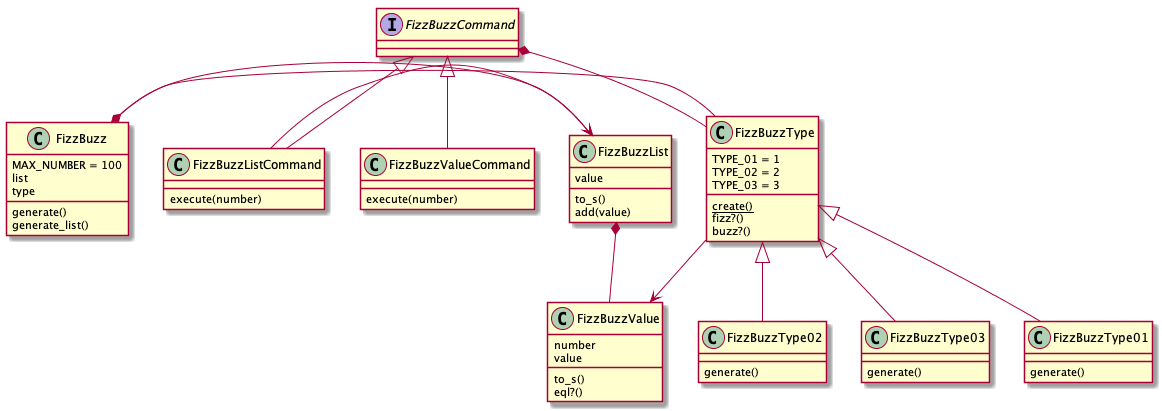 I FizzBuzzCommand
C FizzBuzz
MAX_NUMBER = 100
list
type
generate()
generate_list()
C FizzBuzzListCommand
execute(number)
C FizzBuzzValueCommand
execute(number)
C FizzBuzzList
value
to_s()
add(value)
C FizzBuzzType
TYPE_01 = 1
TYPE_02 = 2
TYPE_03 = 3
create()
fizz?()
buzz?()
C FizzBuzzValue
number
value
to_s()
eql?()
C FizzBuzzType02
generate()
C FizzBuzzType03
generate()
C FizzBuzzType01
generate()